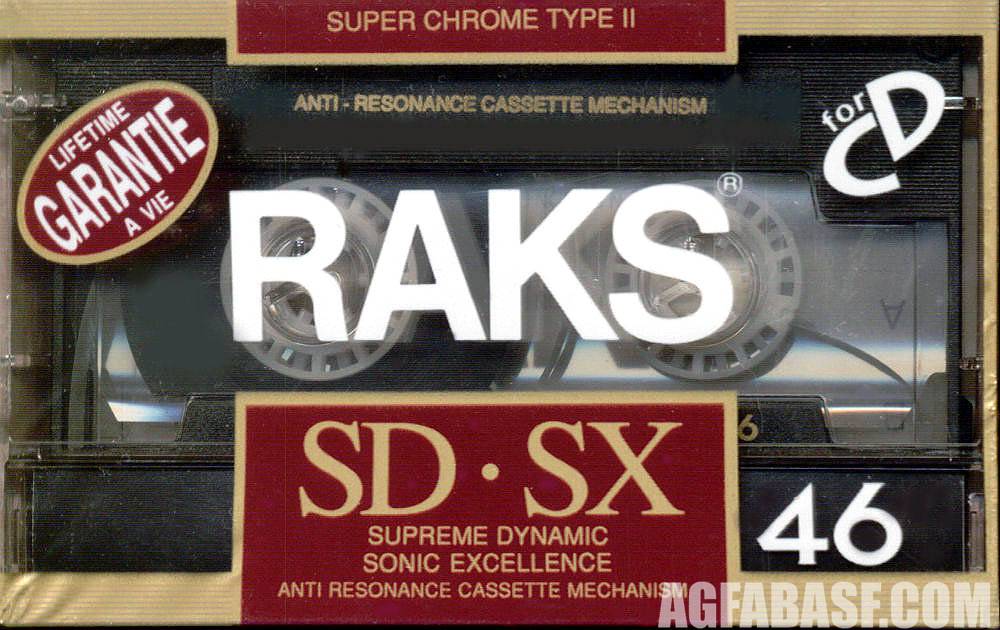 SUPER CHROME TYPE II
ANTI - RESONANCE CASSETTE MECHANISM
for
CD
LIFETIME
GARANTIE
A VIE
RAKS®
A
6
SD·SX
SUPREME DYNAMIC
SONIC EXCELLENCE
ANTI RESONANCE CASSETTE MECHANISM
46
AGFABASF.COM